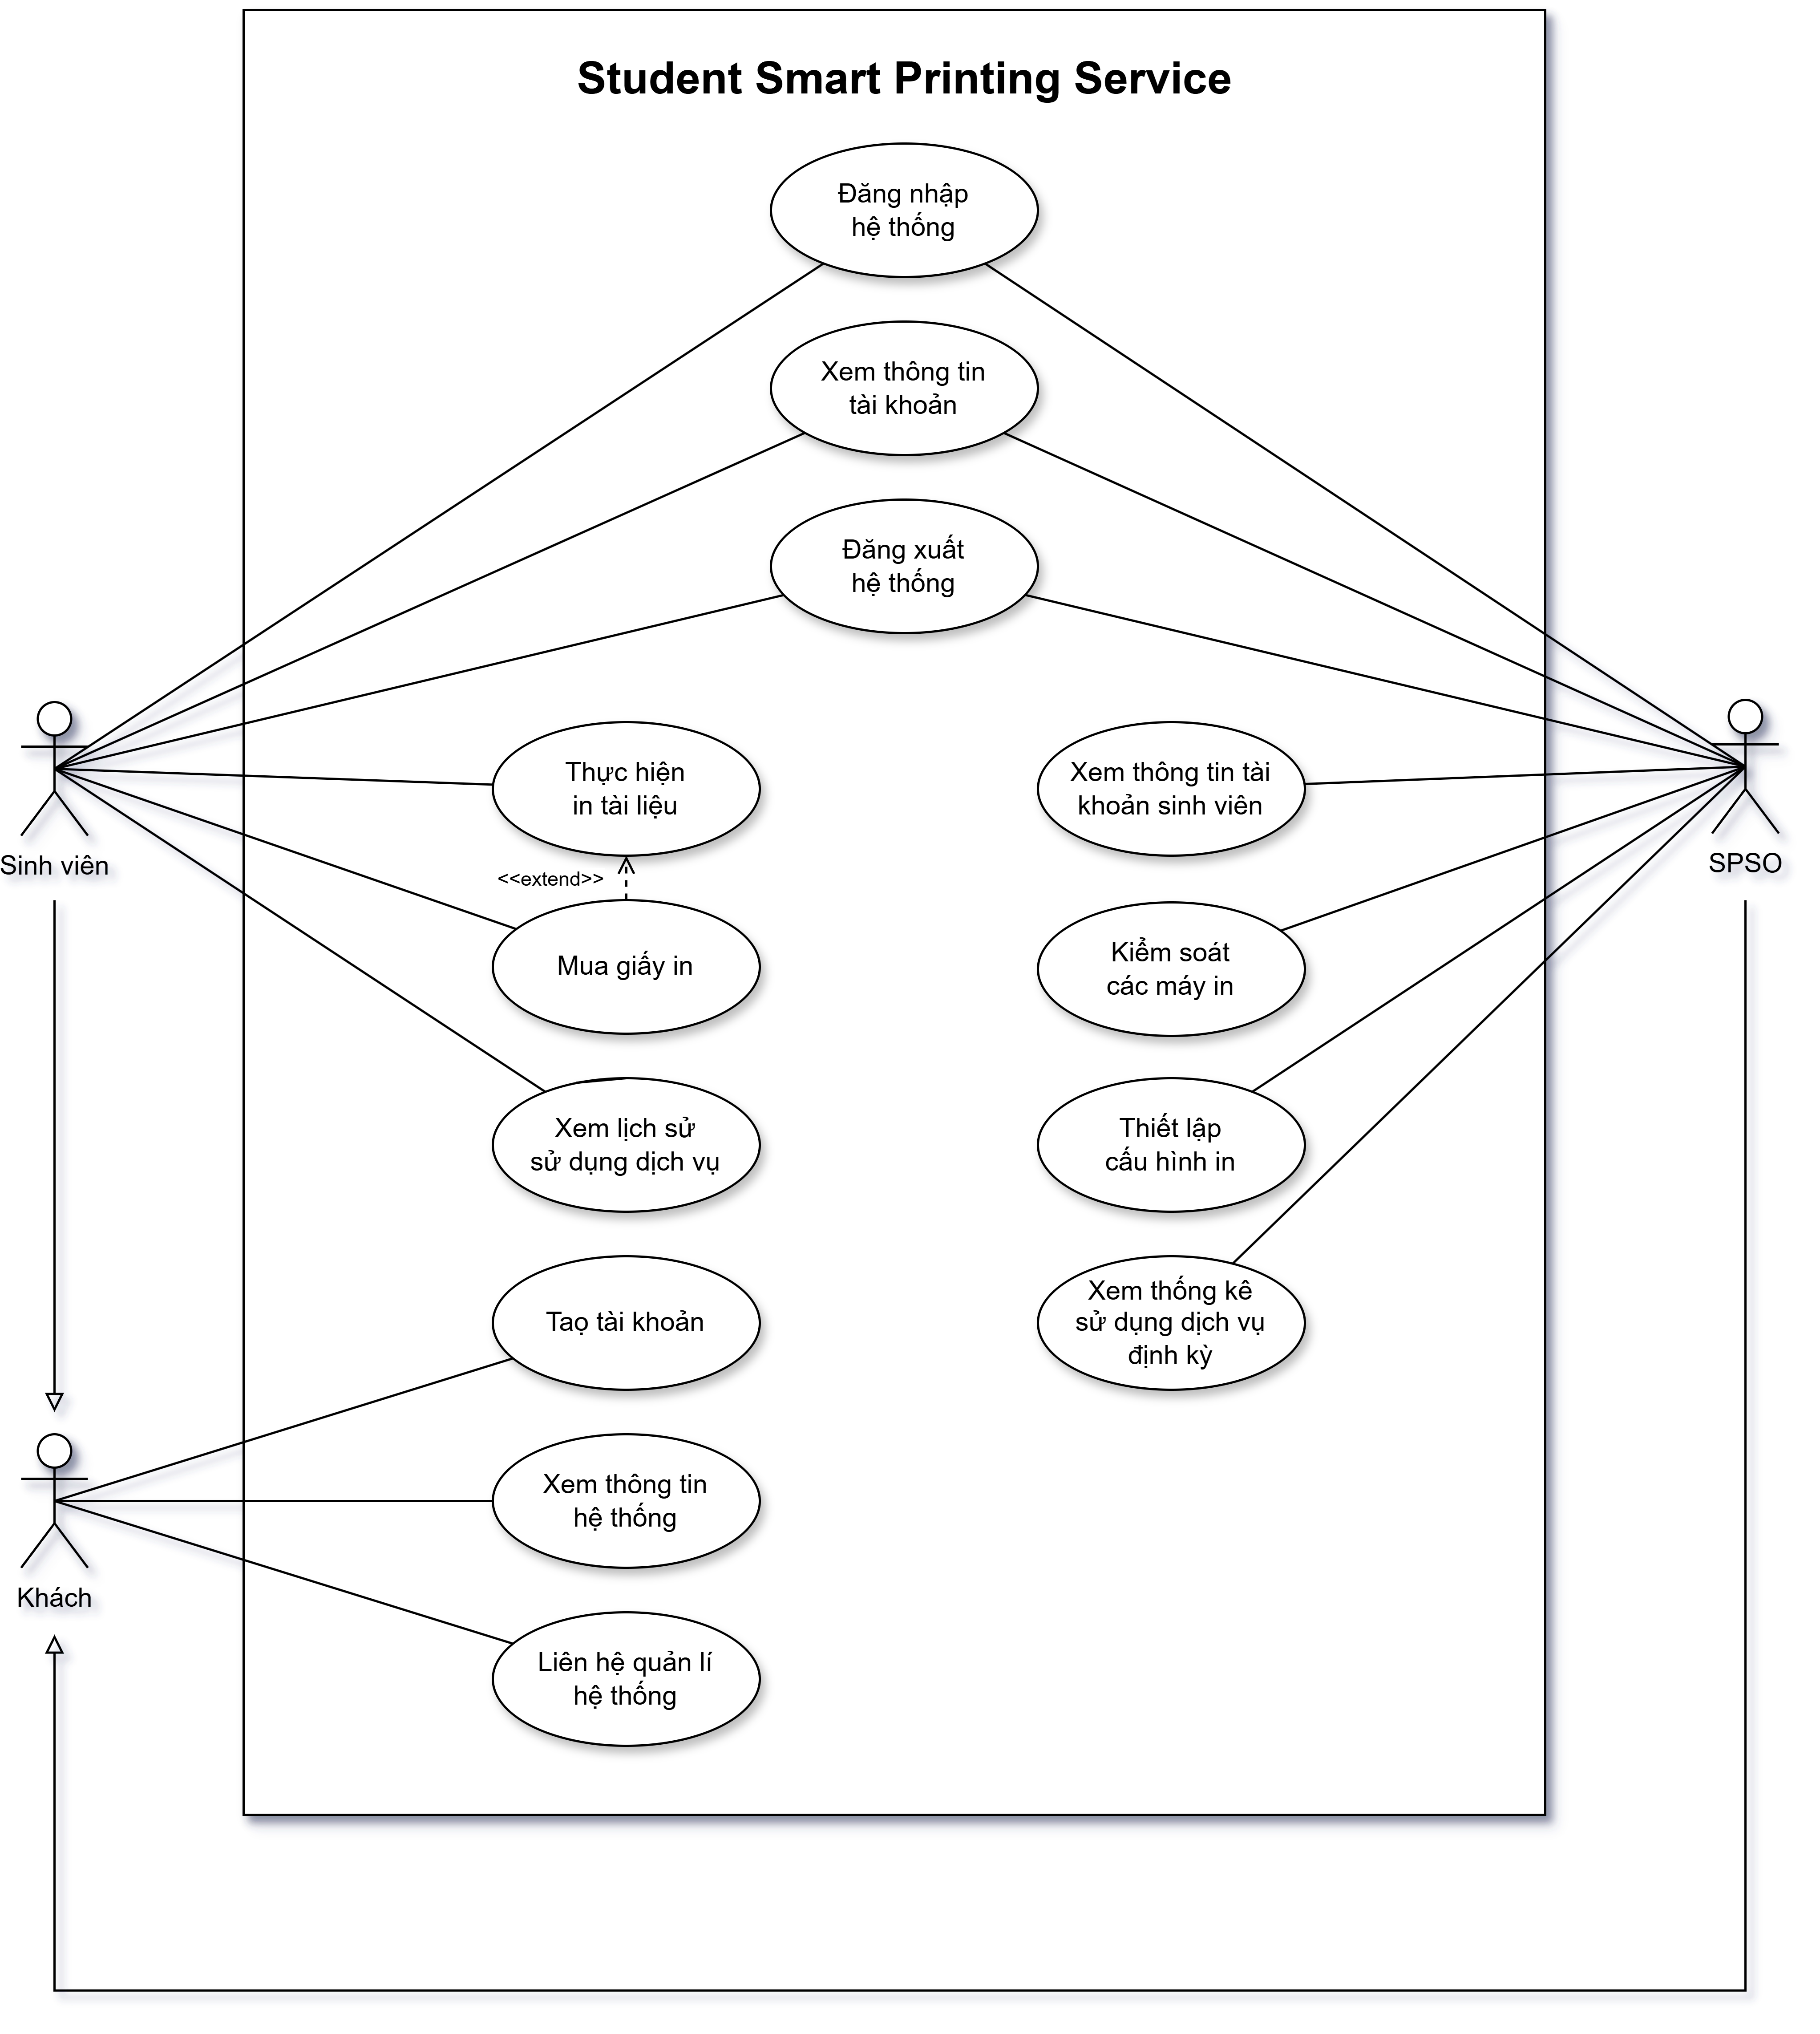 Student Smart Printing Service
Đăng nhập
hệ thống
Xem thông tin
tài khoản
Đăng xuất
hệ thống
Sinh viên
Thực hiện
in tài liệu
<<extend>>
Mua giấy in
Xem lịch sử
sử dụng dịch vụ
Xem thông tin tài
khoản sinh viên
SPSO
Kiểm soát
các máy in
Thiết lập
cấu hình in
Xem thống kê
sử dụng dịch vụ
định kỳ
Tạo tài khoản
Khách
Xem thông tin
hệ thống
Liên hệ quản lí
hệ thống